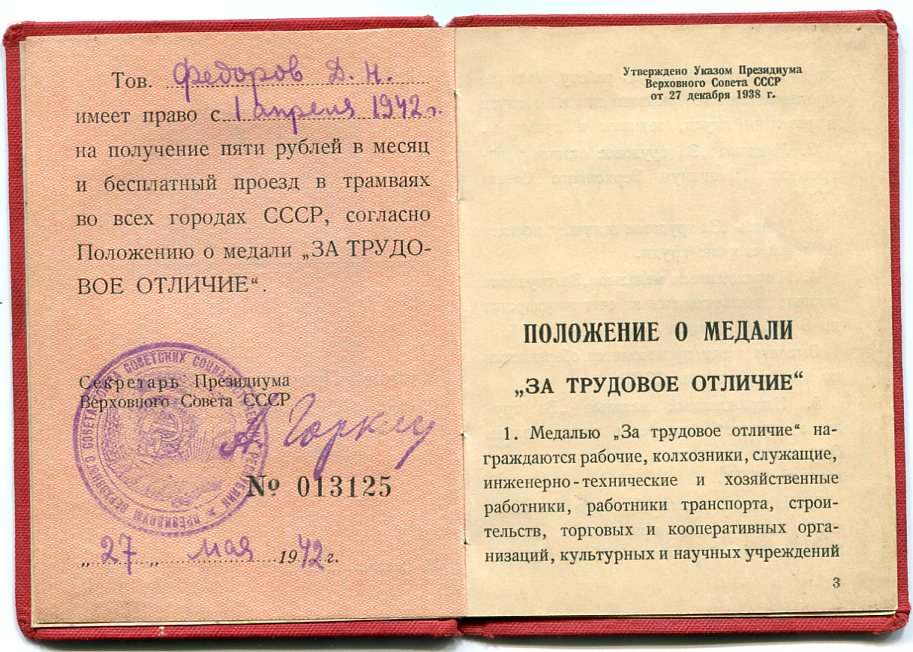 Тов. Федоров Д. Н.
имеет право с 1 апреля 1942 г.
на получение пяти рублей в месяц
и бесплатный проезд в трамваях
во всех городах СССР, согласно
Положению о медали „ЗА ТРУДО-
ВОЕ ОТЛИЧИЕ“.
Секретарь Президиума
Верховного Совета СССР
А. Горкин
№ 013125
„27„ мая 1942 г.
Утверждено Указом Президиума
Верховного Совета СССР
от 27 декабря 1938 г.
ПОЛОЖЕНИЕ О МЕДАЛИ
„ЗА ТРУДОВОЕ ОТЛИЧИЕ“
1. Медалью „За трудовое отличие“ на-
граждаются рабочие, колхозники, служащие,
инженерно-технические и хозяйственные
работники, работники транспорта, строи-
тельств, торговых и кооперативных орга-
низаций, культурных и научных учреждений
3